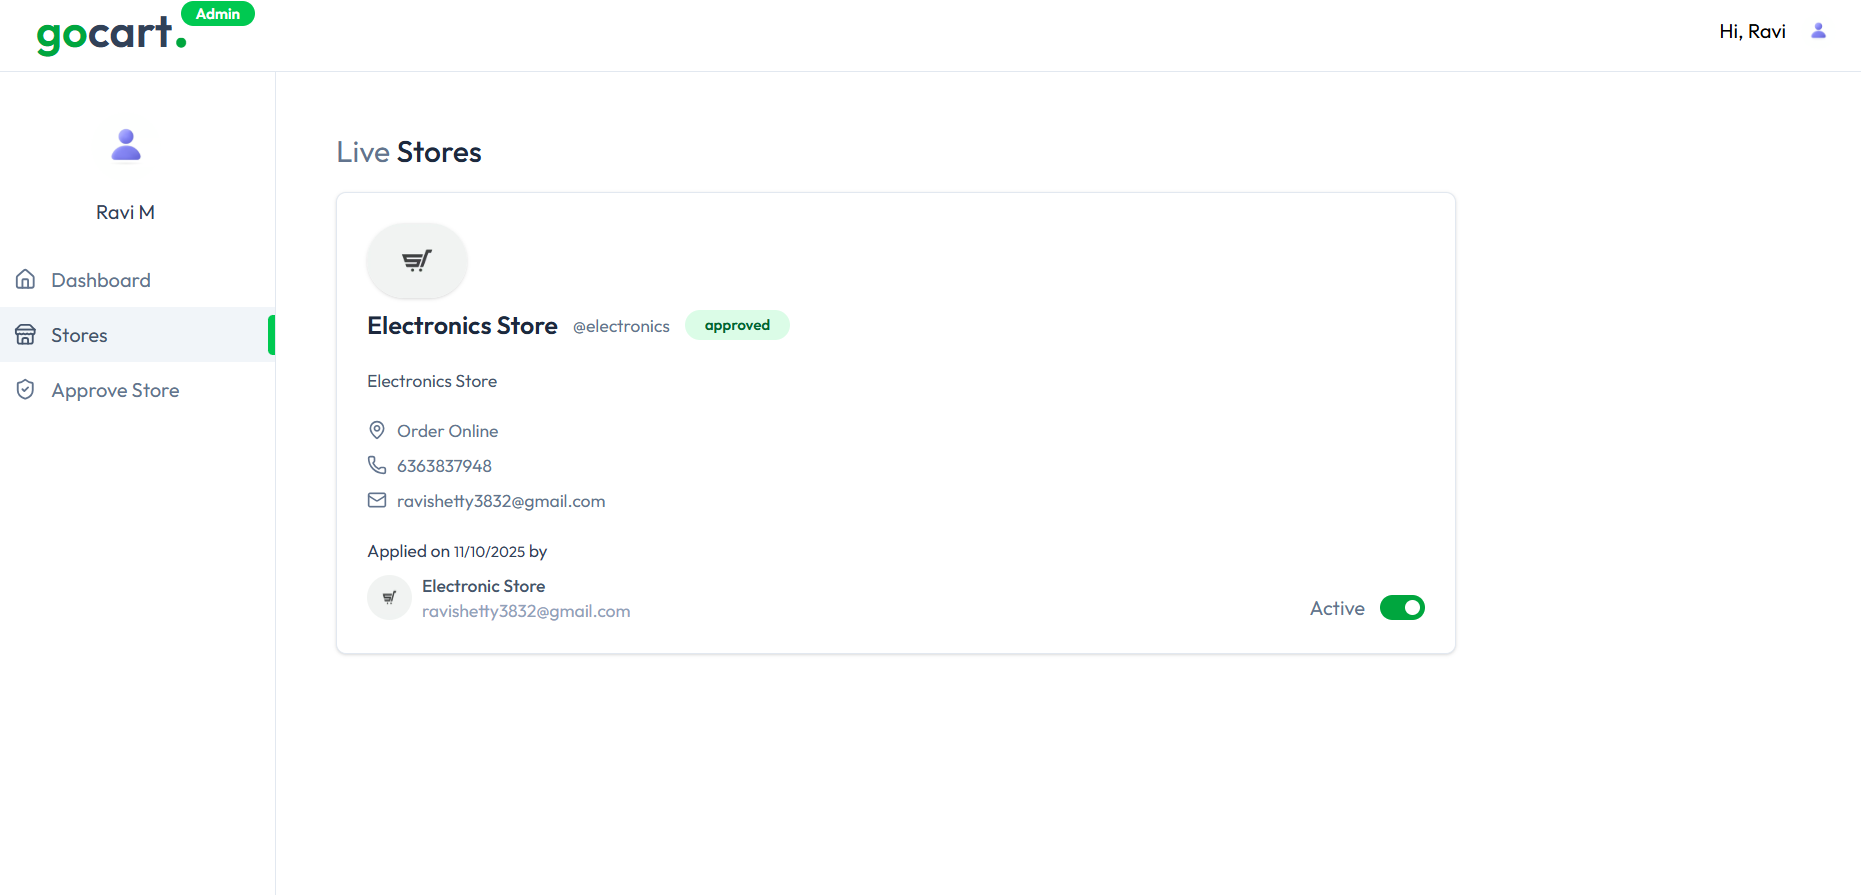 gocart.
Admin
Hi, Ravi
Ravi M
Dashboard
Stores
Approve Store
Live Stores
Electronics Store @electronics approved
Electronics Store
Order Online
6363837948
ravishetty3832@gmail.com
Applied on 11/10/2025 by
Electronic Store
ravishetty3832@gmail.com
Active